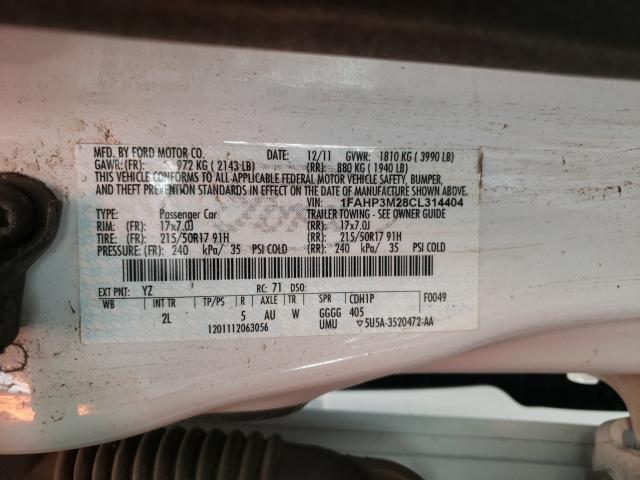 MFD. BY FORD MOTOR CO. DATE: 12/11 GVWR: 1810 KG ( 3990 LB)
GAWR:(FR): 972 KG ( 2143 LB) (RR): 880 KG ( 1940 LB)
THIS VEHICLE CONFORMS TO ALL APPLICABLE FEDERAL MOTOR VEHICLE SAFETY, BUMPER,
AND THEFT PREVENTION STANDARDS IN EFFECT ON THE DATE OF MANUFACTURE SHOWN ABOVE.
VIN: 1FAHP3M28CL314404
TYPE: Passenger Car TRAILER TOWING - SEE OWNER GUIDE
RIM: (FR): 17x7.0J (RR): 17x7.0J
TIRES: (FR): 215/50R17 91H (RR): 215/50R17 91H
PRESSURE: (FR): 240 kPa/ 35 PSI COLD (RR): 240 kPa/ 35 PSI COLD
EXT PNT: YZ RC: 71 DSO:
WB INT TR TP/PS R AXLE TR SPR CDH1P F0049
2L 5 AU W GGGG 405
1201112063056 UMU ▽5U5A-3520472-AA